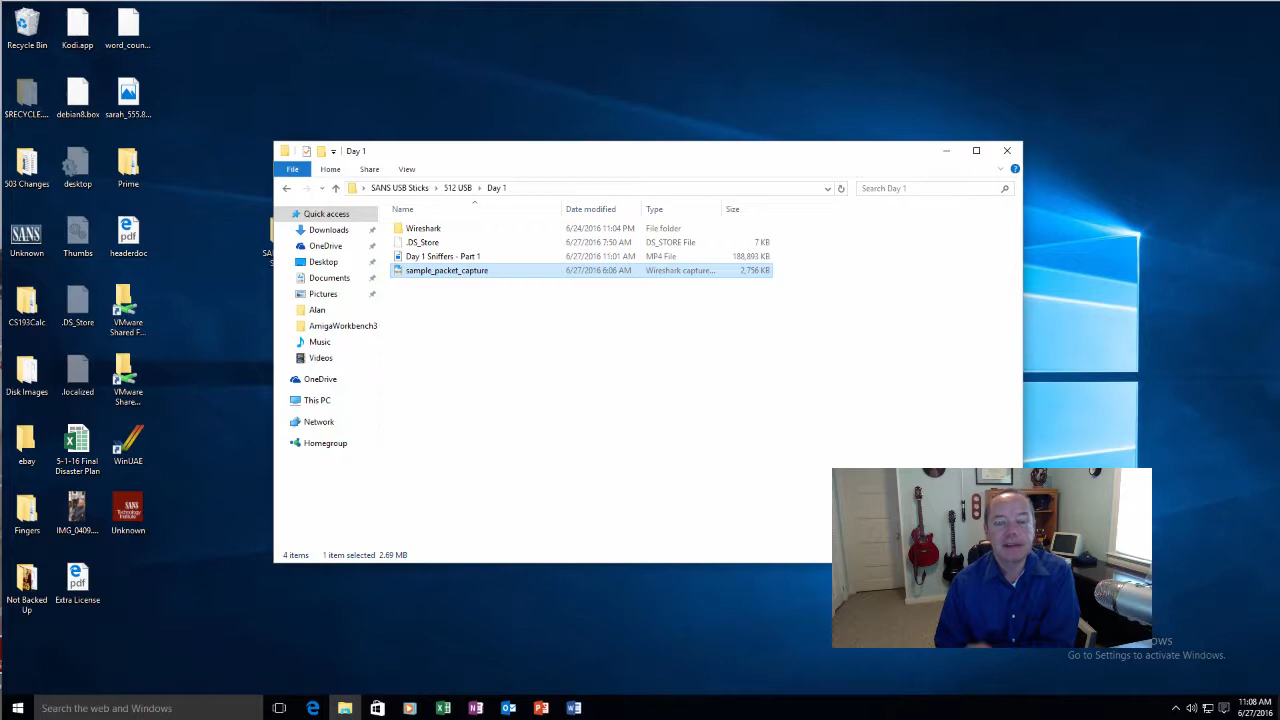 Recycle Bin
Kodi.app
word_coun...
$RECYCLE....
debian8.box
sarah_555.8...
503 Changes
desktop
Prime
SANS
Unknown
Thumbs
pdf
headerdoc
CS193Calc
.DS_Store
VMware
Shared F...
Disk Images
.localized
VMware
Share...
ebay
5-1-16 Final
Disaster Plan
WinUAE
Fingers
IMG_0409....
SANS
Technology
Institute
Unknown
Not Backed
Up
pdf
Extra License
SA
Day 1
File
Home
Share
View
SANS USB Sticks
512 USB
Day 1
Search Day 1
Quick access
Downloads
OneDrive
Desktop
Documents
Pictures
Alan
AmigaWorkbench3
Music
Videos
OneDrive
This PC
Network
Homegroup
Name Date modified Type Size
Wireshark 6/24/2016 11:04 PM File folder
.DS_Store 6/27/2016 7:50 AM DS_STORE File 7 KB
Day 1 Sniffers - Part 1 6/27/2016 11:01 AM MP4 File 188,893 KB
sample_packet_capture 6/27/2016 6:06 AM Wireshark capture... 2,756 KB
4 items 1 item selected 2.69 MB
ows
Go to Settings to activate Windows.
Search the web and Windows
11:08 AM
6/27/2016